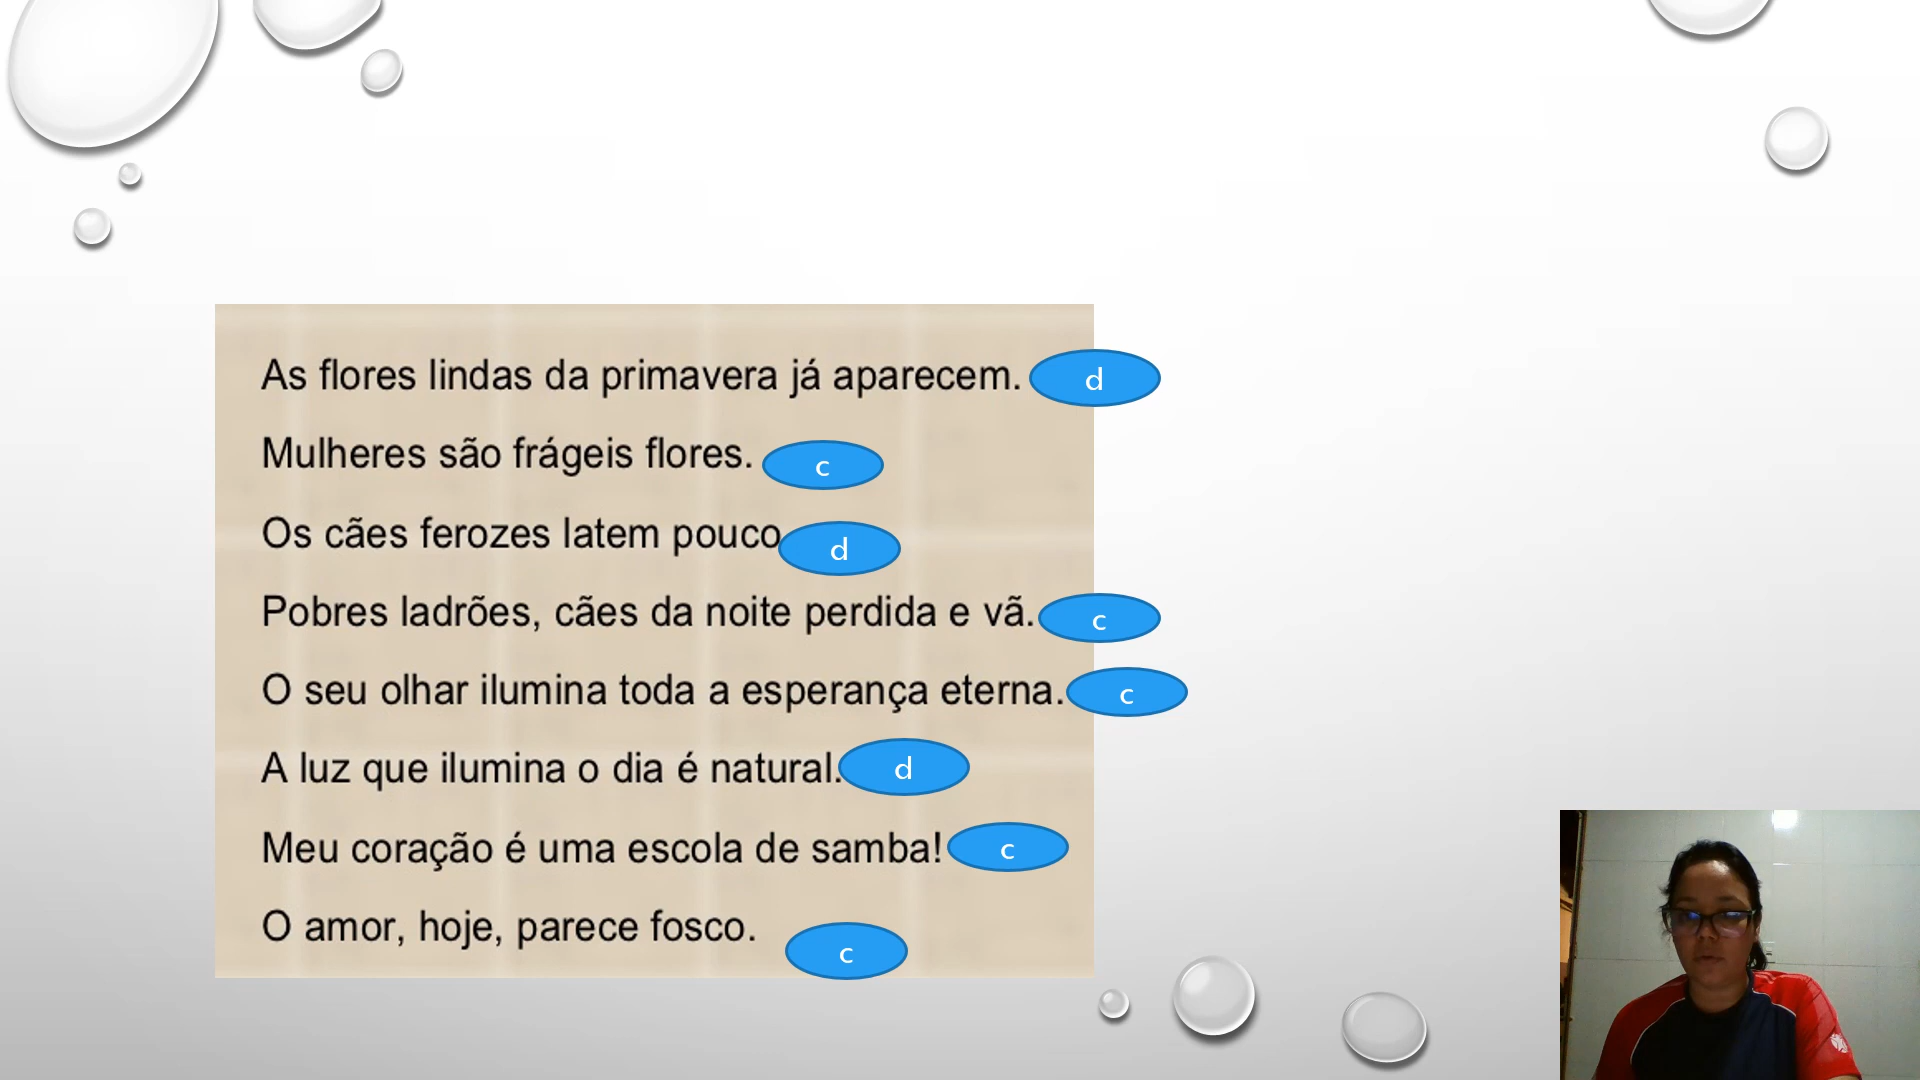 As flores lindas da primavera já aparecem. d
Mulheres são frágeis flores. c
Os cães ferozes latem pouco d
Pobres ladrões, cães da noite perdida e vã. c
O seu olhar ilumina toda a esperança eterna. c
A luz que ilumina o dia é natural. d
Meu coração é uma escola de samba! c
O amor, hoje, parece fosco. c